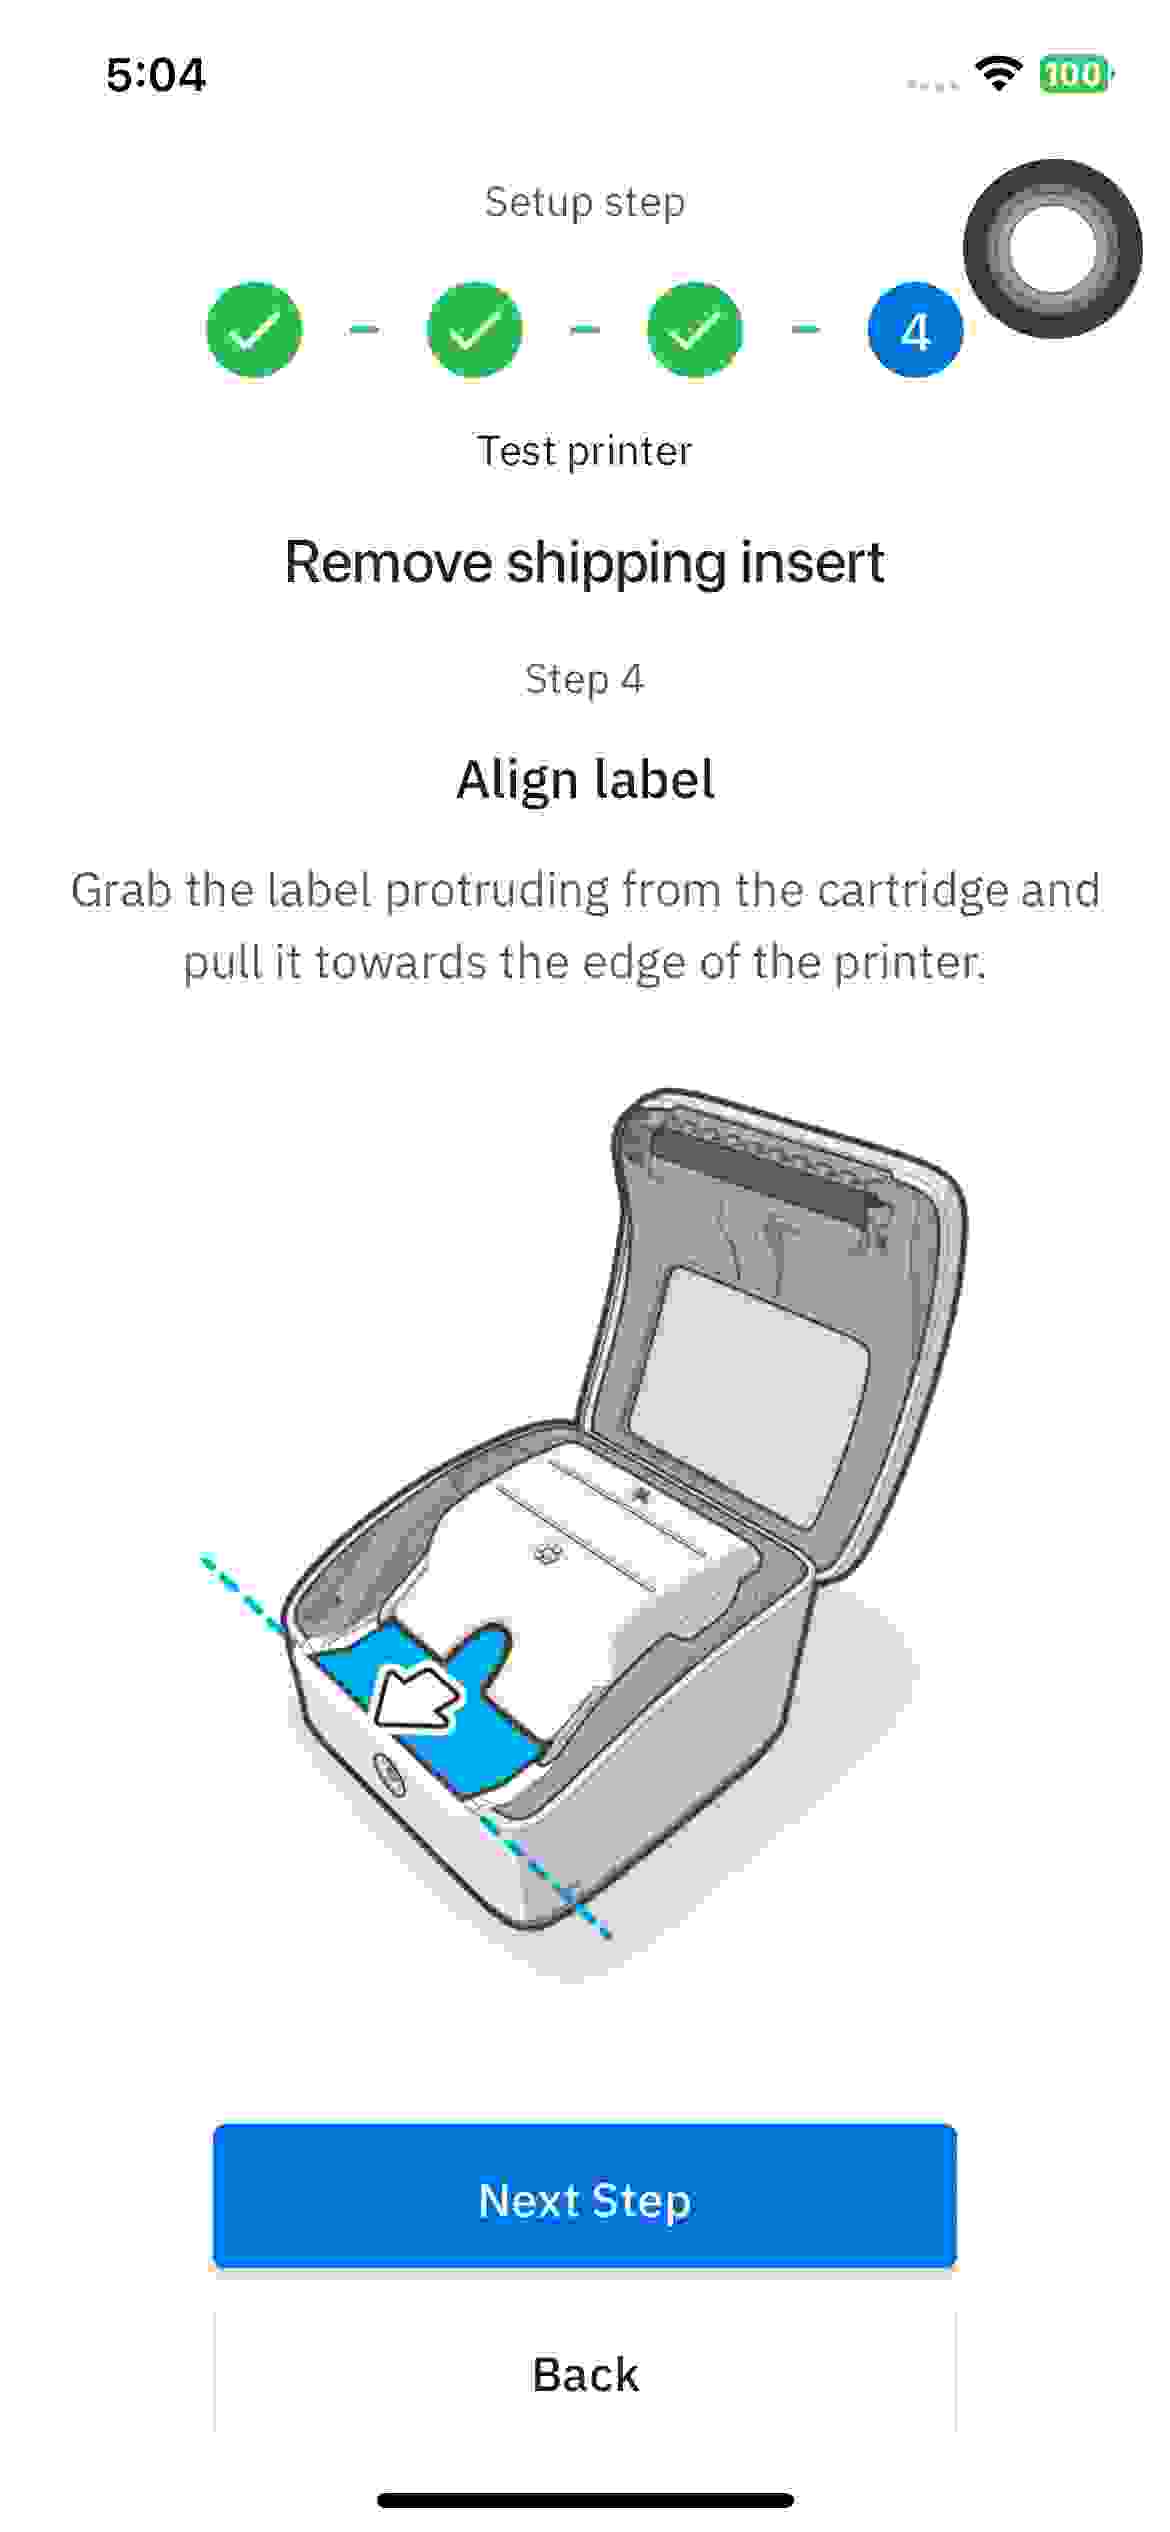 5:04
100
Setup step
4
Test printer
Remove shipping insert
Step 4
Align label
Grab the label protruding from the cartridge and
pull it towards the edge of the printer.
Next Step
Back